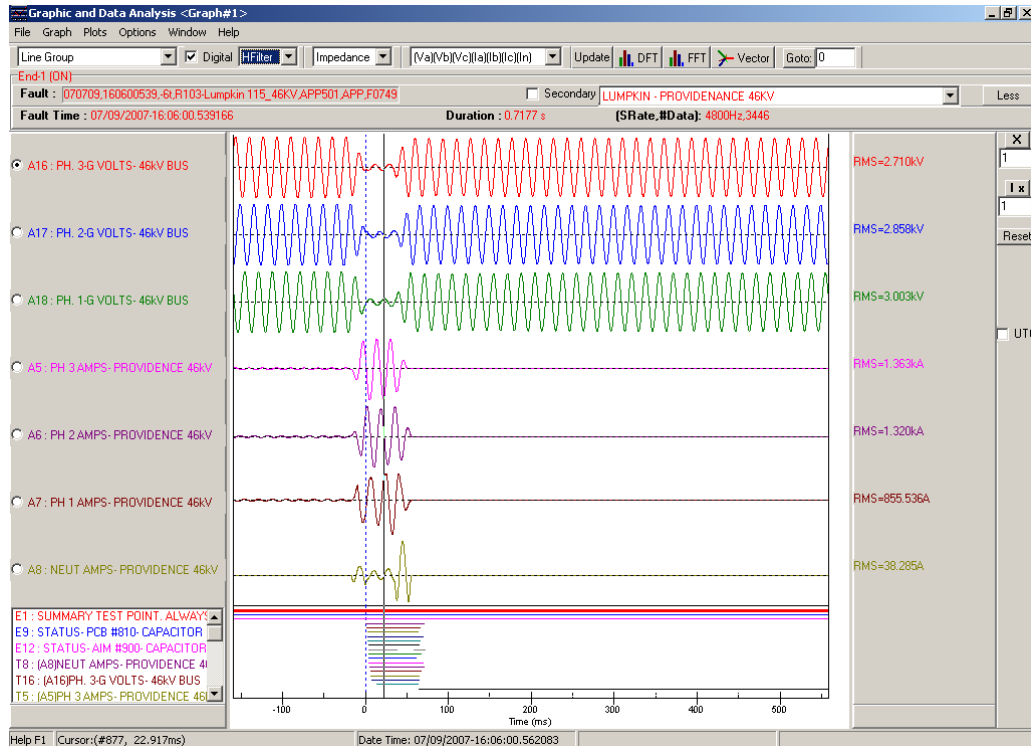 Graphic and Data Analysis <Graph#1>
File Graph Plots Options Window Help
Line Group Digital HFilter Impedance (Va)(Vb)(Vc)(Ia)(Ib)(Ic)(In) Update DFT FFT Vector Goto: 0
End-1 (ON)
Fault : 070709,160600539,-6t,R103-Lumpkin 115_46KV,APP501,APP,F0749 Secondary LUMPKIN - PROVIDENANCE 46KV Less
Fault Time : 07/09/2007-16:06:00.539166 Duration : 0.7177 s [SRate,#Data]: 4800Hz,3446
A16 : PH. 3-G VOLTS- 46kV BUS RMS=2.710kV
X
1
I x
1
Reset
A17 : PH. 2-G VOLTS- 46kV BUS RMS=2.858kV
A18 : PH. 1-G VOLTS- 46kV BUS RMS=3.003kV
UTC
A5 : PH 3 AMPS- PROVIDENCE 46kV RMS=1.363kA
A6 : PH 2 AMPS- PROVIDENCE 46kV RMS=1.320kA
A7 : PH 1 AMPS- PROVIDENCE 46kV RMS=855.536A
A8 : NEUT AMPS- PROVIDENCE 46kV RMS=38.285A
E1 : SUMMARY TEST POINT. ALWAYS
E9 : STATUS- PCB #810- CAPACITOR
E12 : STATUS- AIM #900- CAPACITOR
T8 : (A8)NEUT AMPS- PROVIDENCE 46
T16 : (A16)PH. 3-G VOLTS- 46kV BUS
T5 : (A5)PH 3 AMPS- PROVIDENCE 46
-100 0 100 200 300 400 500
Time (ms)
Help F1 Cursor:(#877, 22.917ms) Date Time: 07/09/2007-16:06:00.562083